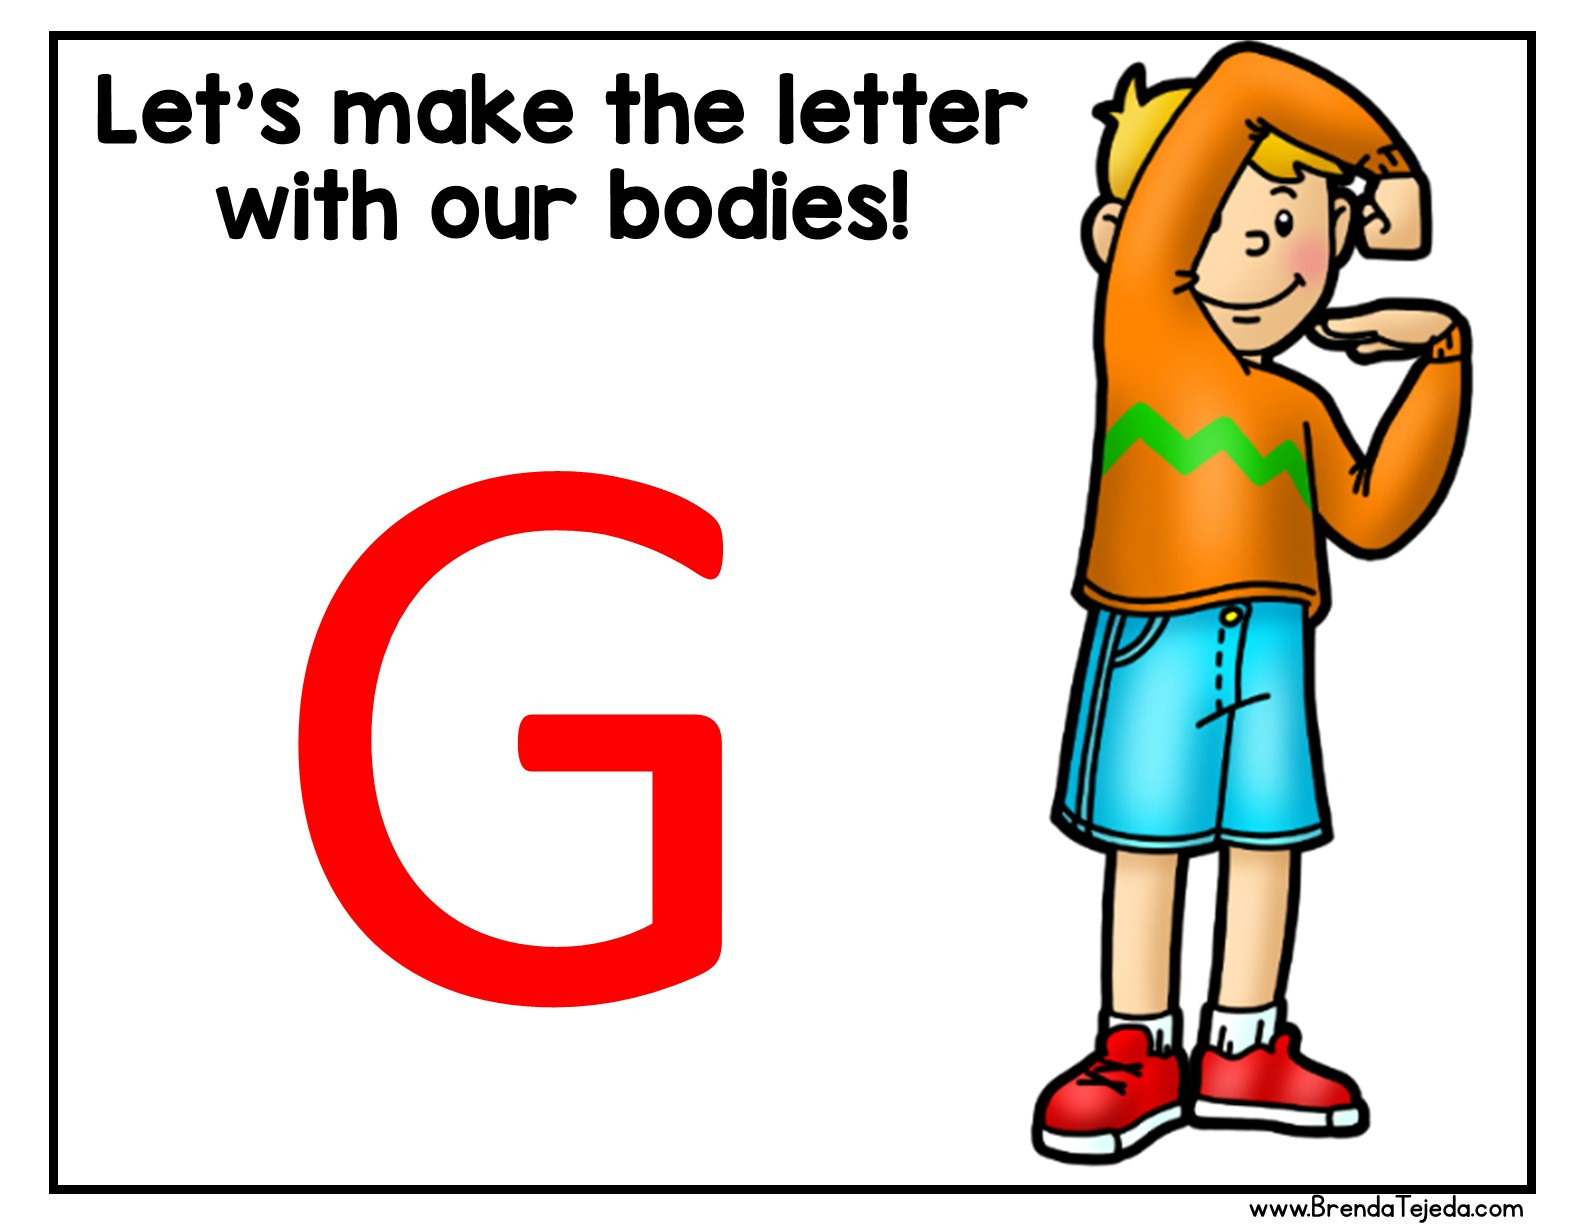 Let's make the letter
with our bodies!
G
www.BrendaTejeda.com